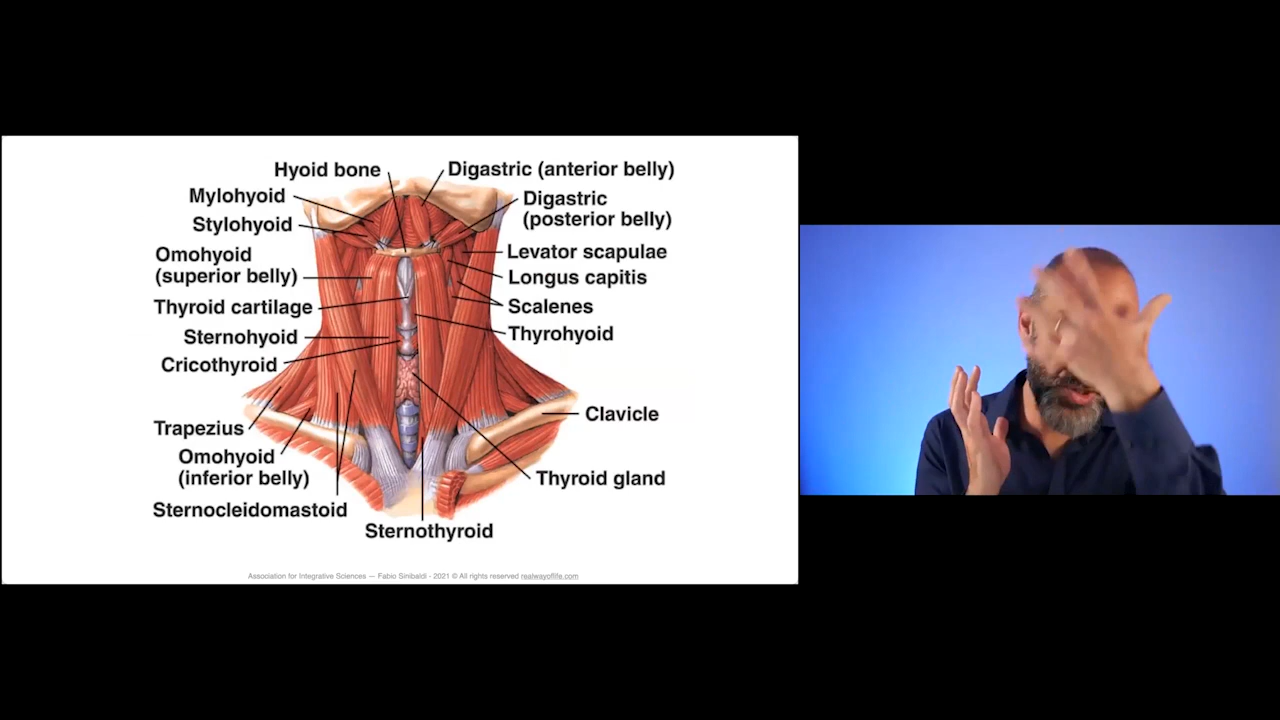 Hyoid bone
Mylohyoid
Stylohyoid
Omohyoid
(superior belly)
Thyroid cartilage
Sternohyoid
Cricothyroid
Trapezius
Omohyoid
(inferior belly)
Sternocleidomastoid
Sternothyroid
Digastric (anterior belly)
Digastric
(posterior belly)
Levator scapulae
Longus capitis
Scalenes
Thyrohyoid
Clavicle
Thyroid gland
Association for Integrative Sciences — Fabio Sinibaldi - 2021 © All rights reserved realwayoflife.com